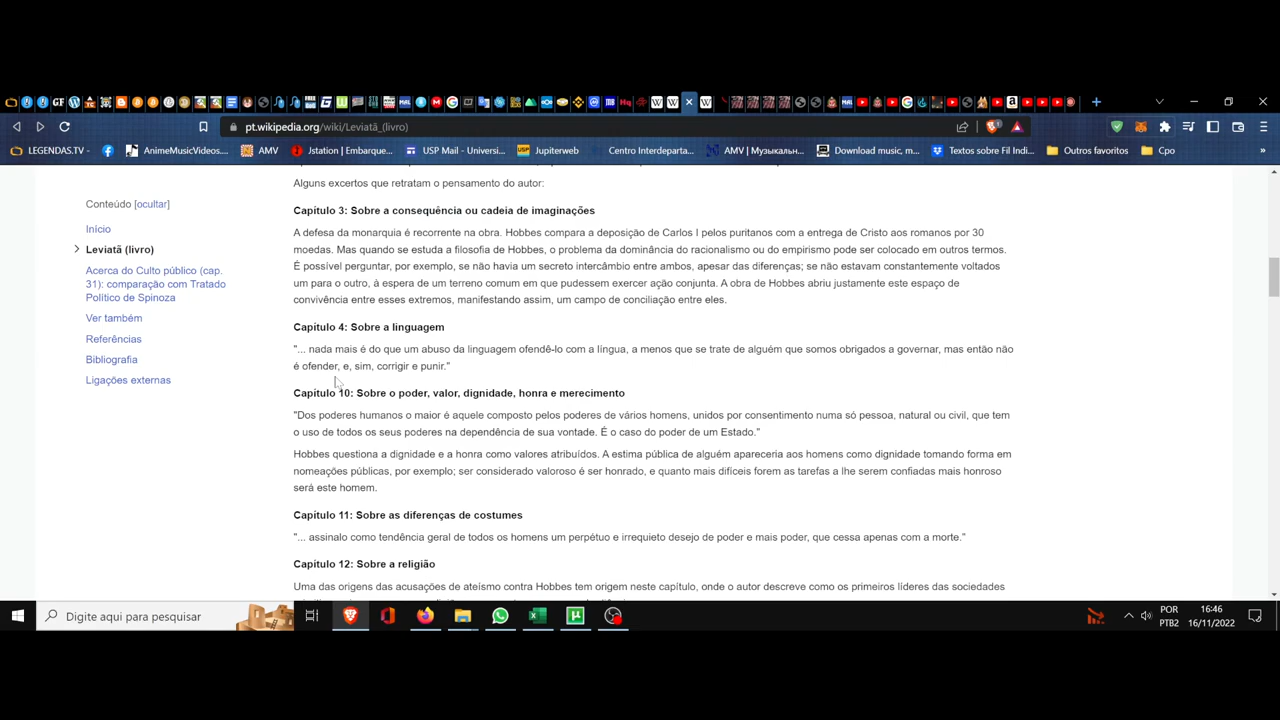 pt.wikipedia.org/wiki/Leviatã_(livro)
LEGENDAS.TV
AnimeMusicVideos...
AMV
Jstation | Embarque...
USP Mail - Universi...
Jupiterweb
Centro Interdeparta...
AMV | Музыкальн...
Download music, m...
Textos sobre Fil Indi...
Outros favoritos
Cpo
»
Conteúdo [ocultar]
Início
Leviatã (livro)
Acerca do Culto público (cap.
31): comparação com Tratado
Político de Spinoza
Ver também
Referências
Bibliografia
Ligações externas
Alguns excertos que retratam o pensamento do autor:
Capítulo 3: Sobre a consequência ou cadeia de imaginações
A defesa da monarquia é recorrente na obra. Hobbes compara a deposição de Carlos I pelos puritanos com a entrega de Cristo aos romanos por 30
moedas. Mas quando se estuda a filosofia de Hobbes, o problema da dominância do racionalismo ou do empirismo pode ser colocado em outros termos.
É possível perguntar, por exemplo, se não havia um secreto intercâmbio entre ambos, apesar das diferenças; se não estavam constantemente voltados
um para o outro, à espera de um terreno comum em que pudessem exercer ação conjunta. A obra de Hobbes abriu justamente este espaço de
convivência entre esses extremos, manifestando assim, um campo de conciliação entre eles.
Capítulo 4: Sobre a linguagem
"... nada mais é do que um abuso da linguagem ofendê-lo com a língua, a menos que se trate de alguém que somos obrigados a governar, mas então não
é ofender, e, sim, corrigir e punir."
Capítulo 10: Sobre o poder, valor, dignidade, honra e merecimento
"Dos poderes humanos o maior é aquele composto pelos poderes de vários homens, unidos por consentimento numa só pessoa, natural ou civil, que tem
o uso de todos os seus poderes na dependência de sua vontade. É o caso do poder de um Estado."
Hobbes questiona a dignidade e a honra como valores atribuídos. A estima pública de alguém apareceria aos homens como dignidade tomando forma em
nomeações públicas, por exemplo; ser considerado valoroso é ser honrado, e quanto mais difíceis forem as tarefas a lhe serem confiadas mais honroso
será este homem.
Capítulo 11: Sobre as diferenças de costumes
"... assinalo como tendência geral de todos os homens um perpétuo e irrequieto desejo de poder e mais poder, que cessa apenas com a morte."
Capítulo 12: Sobre a religião
Uma das origens das acusações de ateísmo contra Hobbes tem origem neste capítulo, onde o autor descreve como os primeiros líderes das sociedades
Digite aqui para pesquisar
POR
PTB2
16:46
16/11/2022